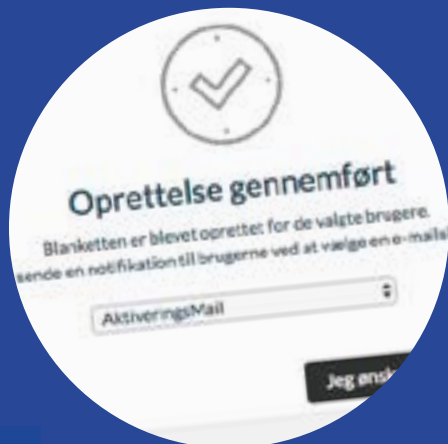 Oprettelse gennemført
Blanketten er blevet oprettet for de valgte brugere.
sende en notifikation til brugerne ved at vælge en e-mails
AktiveringsMail
Jeg ønsk